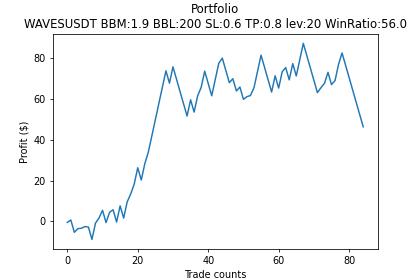 Portfolio
WAVESUSDT BBM:1.9 BBL:200 SL:0.6 TP:0.8 lev:20 WinRatio:56.0
Profit ($)
80
60
40
20
0
0 20 40 60 80
Trade counts